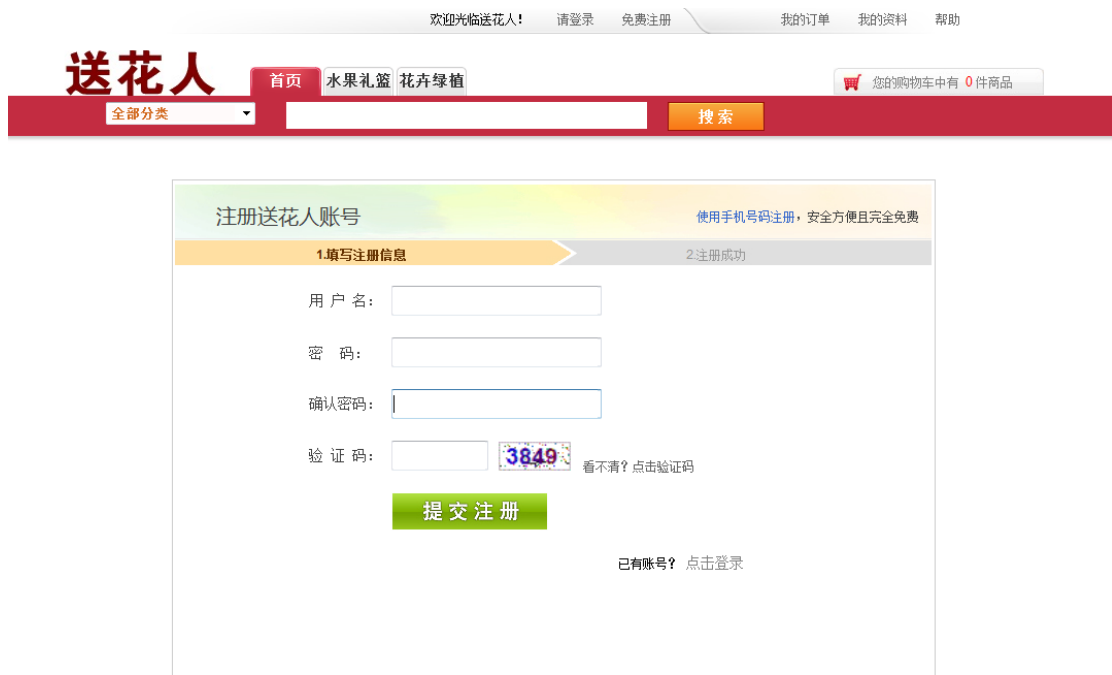 欢迎光临送花人! 请登录 免费注册 我的订单 我的资料 帮助
送花人 首页 水果礼篮 花卉绿植 您的购物车中有 0 件商品
全部分类 搜索
注册送花人账号 使用手机号码注册，安全方便且完全免费
1.填写注册信息 2.注册成功
用 户 名：
密 码：
确认密码：
验 证 码： 3849 看不清? 点击验证码
提交注册
已有账号? 点击登录